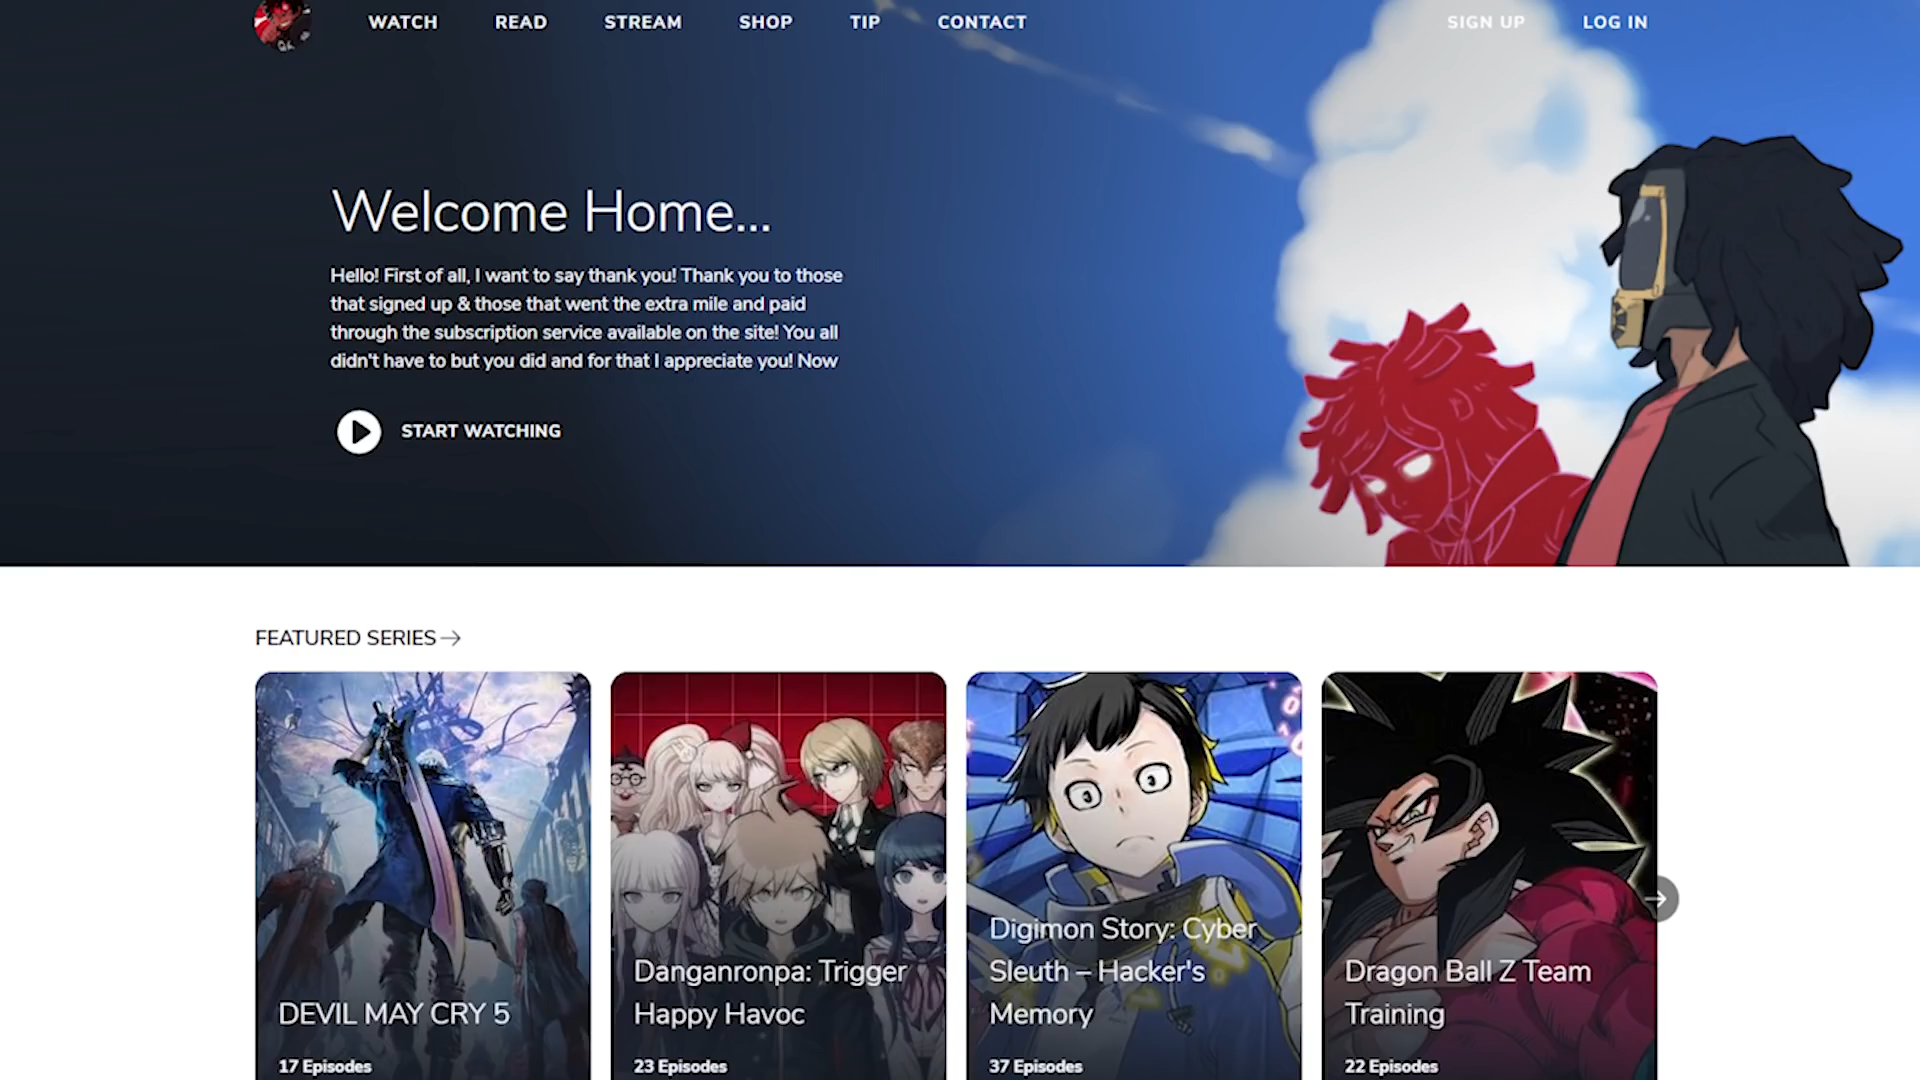 WATCH READ STREAM SHOP TIP CONTACT SIGN UP LOG IN
Welcome Home...
Hello! First of all, I want to say thank you! Thank you to those
that signed up & those that went the extra mile and paid
through the subscription service available on the site! You all
didn't have to but you did and for that I appreciate you! Now
START WATCHING
FEATURED SERIES
DEVIL MAY CRY 5
17 Episodes
Danganronpa: Trigger
Happy Havoc
23 Episodes
Digimon Story: Cyber
Sleuth – Hacker's
Memory
37 Episodes
Dragon Ball Z Team
Training
22 Episodes